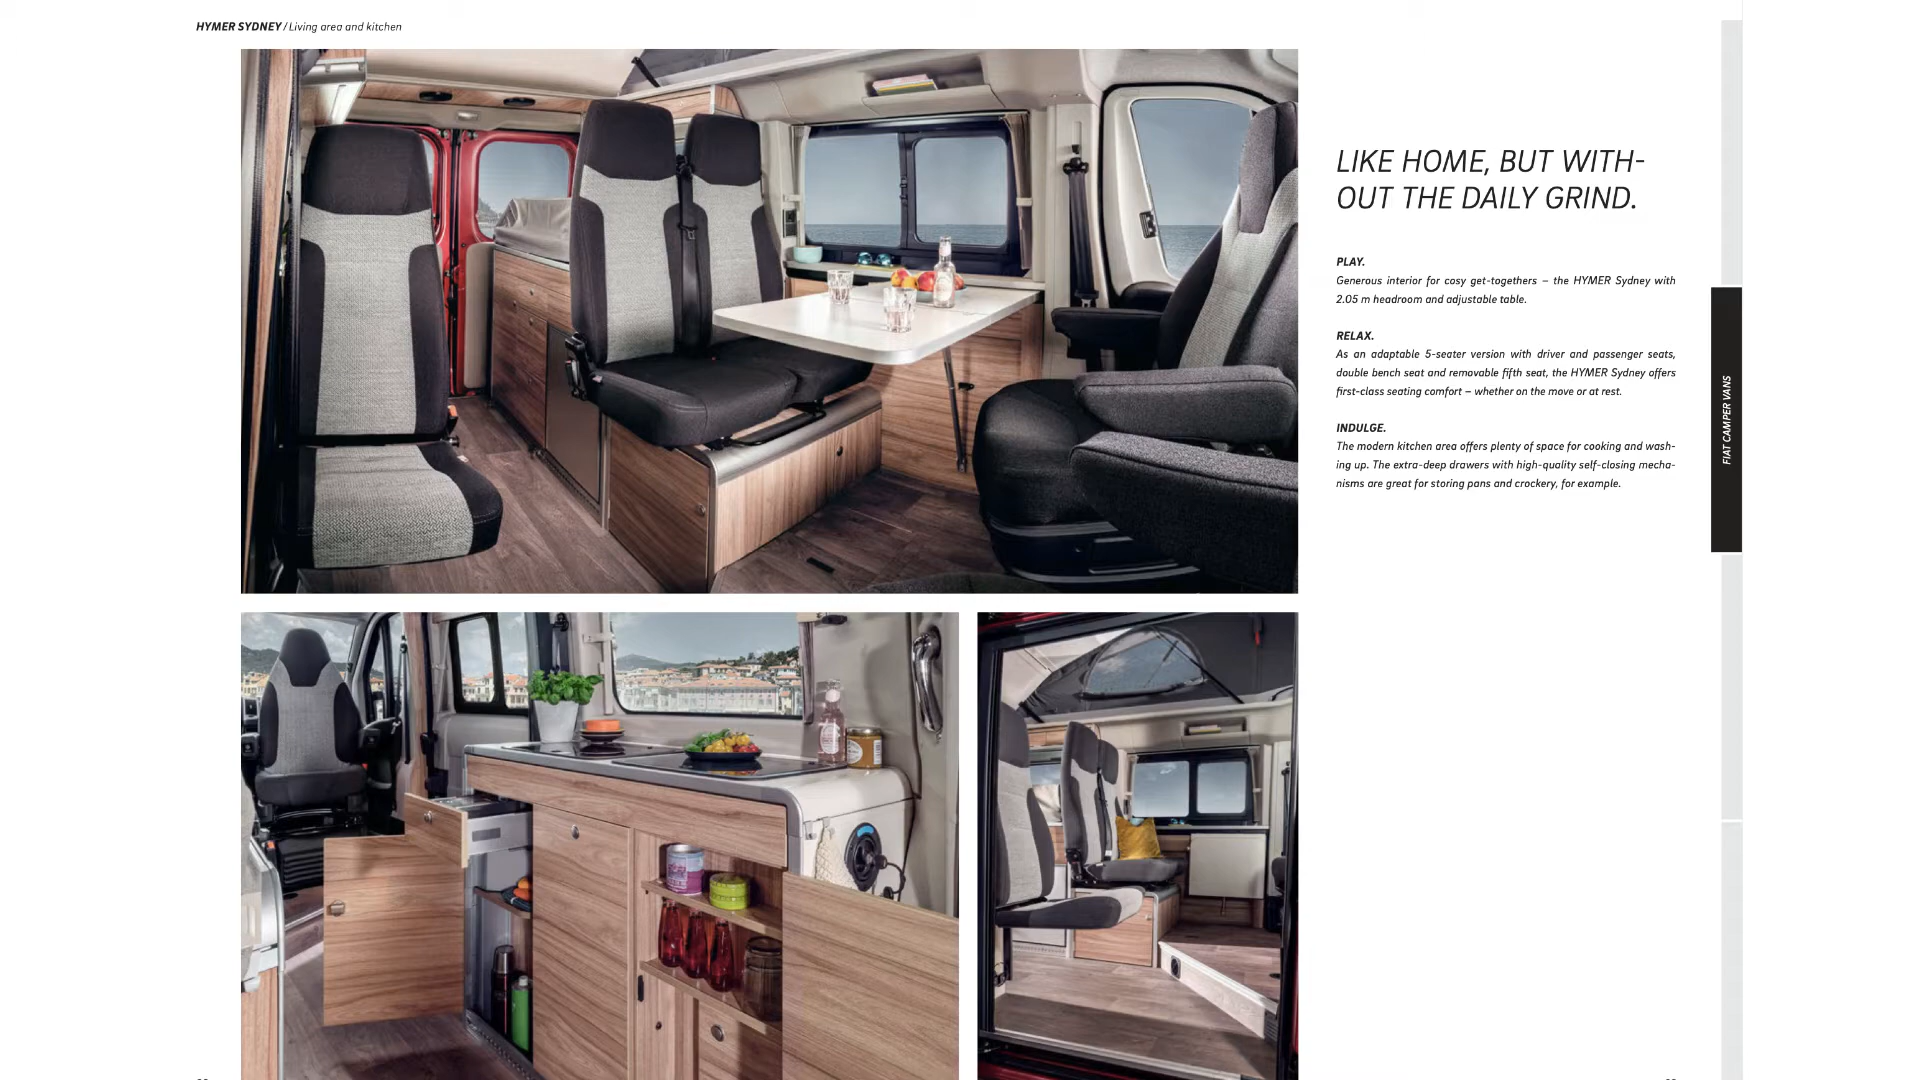 HYMER SYDNEY / Living area and kitchen
LIKE HOME, BUT WITH-
OUT THE DAILY GRIND.
PLAY.
Generous interior for cosy get-togethers – the HYMER Sydney with
2.05 m headroom and adjustable table.
RELAX.
As an adaptable 5-seater version with driver and passenger seats,
double bench seat and removable fifth seat, the HYMER Sydney offers
first-class seating comfort – whether on the move or at rest.
INDULGE.
The modern kitchen area offers plenty of space for cooking and wash-
ing up. The extra-deep drawers with high-quality self-closing mecha-
nisms are great for storing pans and crockery, for example.
FIAT CAMPER VANS